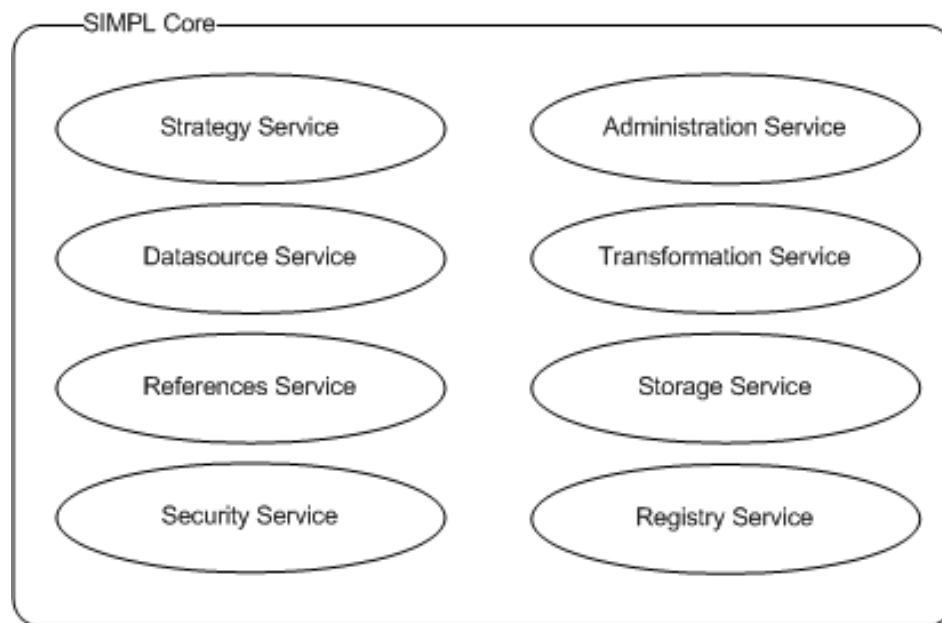 SIMPL Core
Strategy Service
Administration Service
Datasource Service
Transformation Service
References Service
Storage Service
Security Service
Registry Service